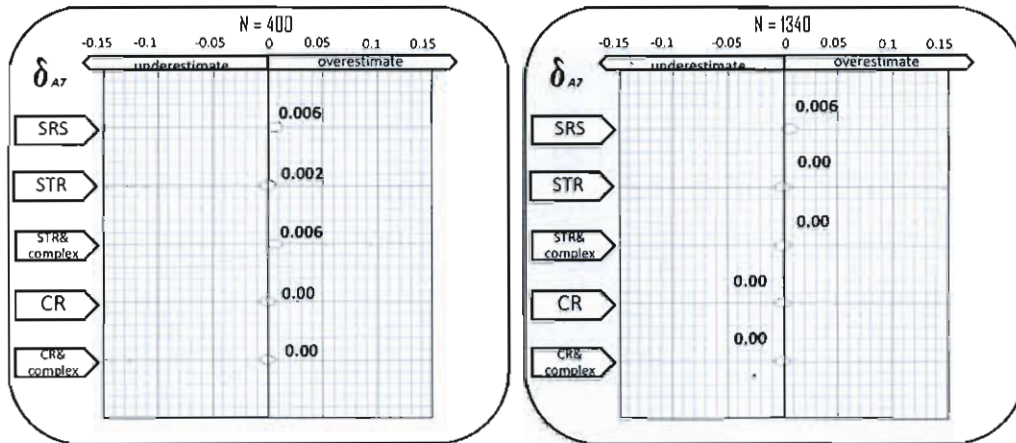 N = 400
-0.15 -0.1 -0.05 0 0.05 0.1 0.15
underestimate overestimate
δ A7
SRS 0.006
STR 0.002
STR& complex 0.006
CR 0.00
CR& complex 0.00
N = 1340
-0.15 -0.1 -0.05 0 0.05 0.1 0.15
underestimate overestimate
δ A7
SRS 0.006
STR 0.00
STR& complex 0.00
CR 0.00
CR& complex 0.00